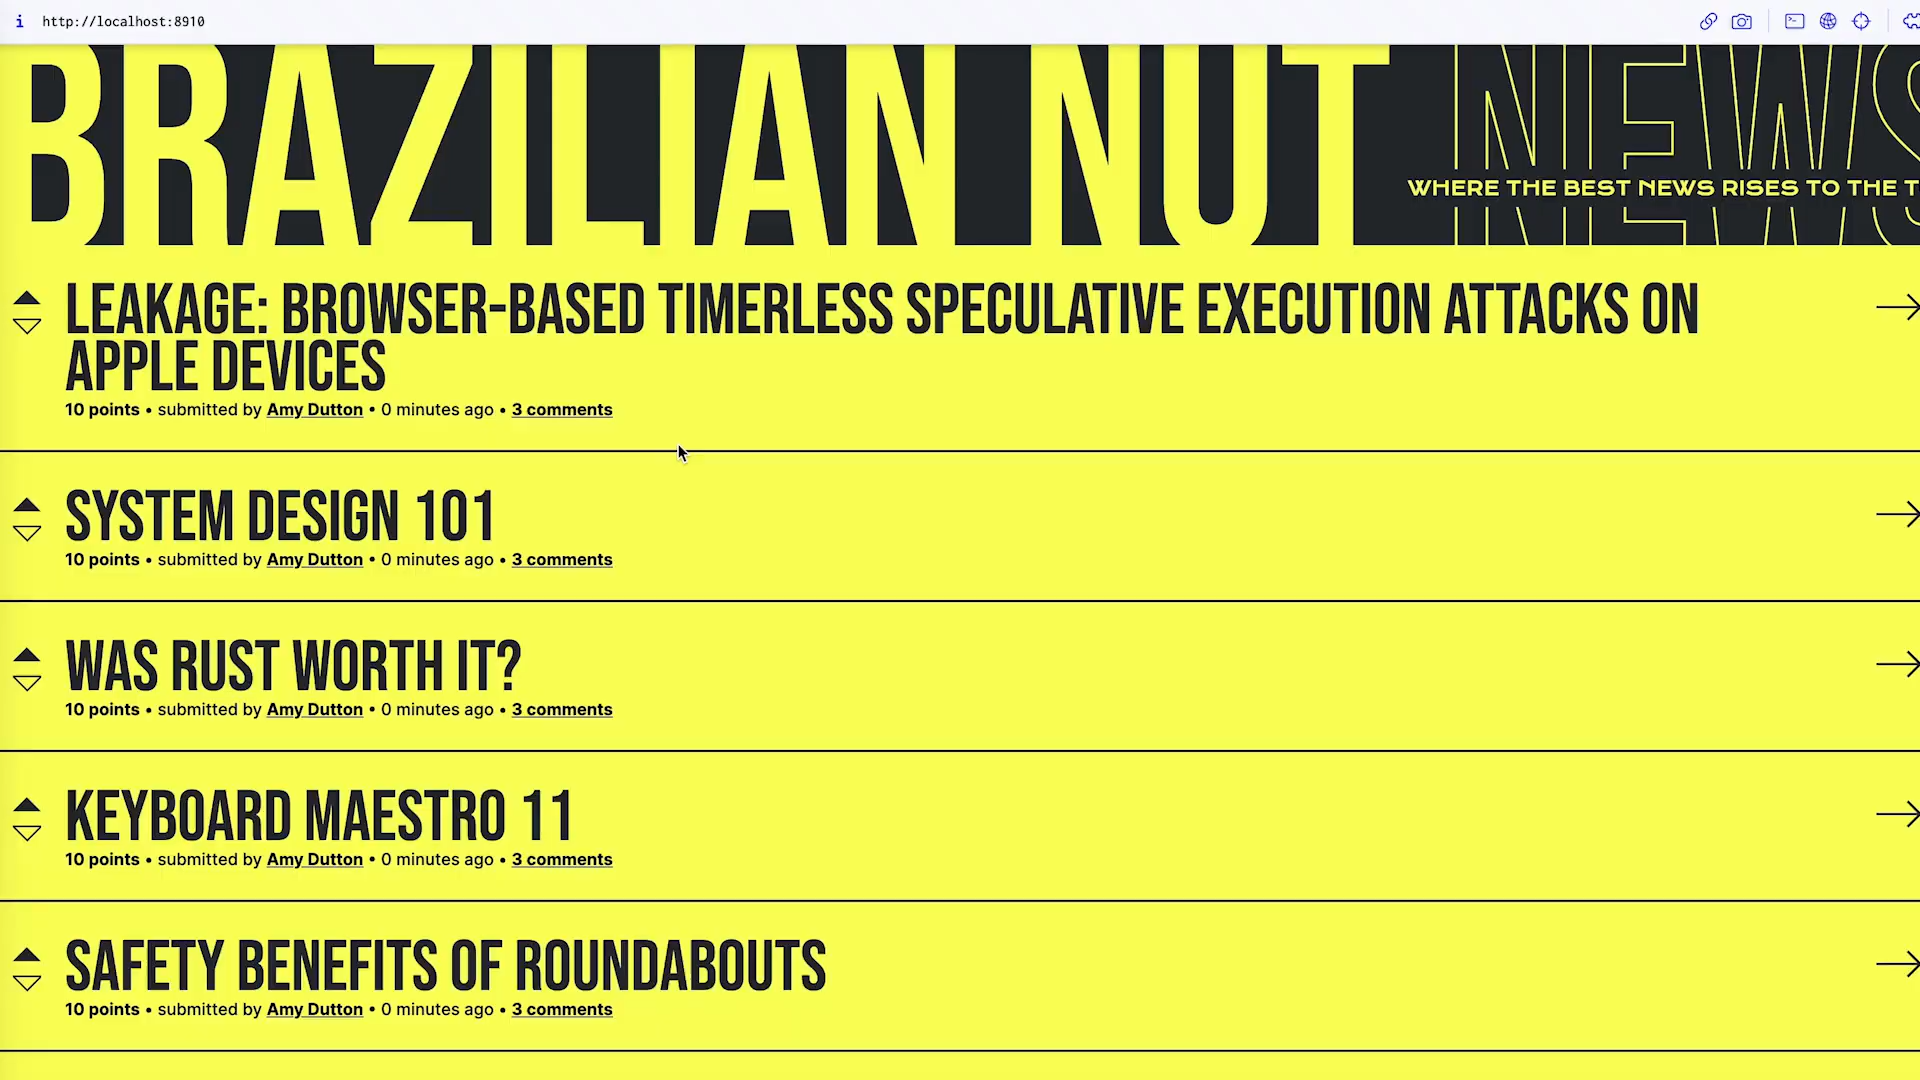 http://localhost:8910
BRAZILIAN NUT NEWS
WHERE THE BEST NEWS RISES TO THE T
LEAKAGE: BROWSER-BASED TIMERLESS SPECULATIVE EXECUTION ATTACKS ON
APPLE DEVICES
10 points • submitted by Amy Dutton • 0 minutes ago • 3 comments
SYSTEM DESIGN 101
10 points • submitted by Amy Dutton • 0 minutes ago • 3 comments
WAS RUST WORTH IT?
10 points • submitted by Amy Dutton • 0 minutes ago • 3 comments
KEYBOARD MAESTRO 11
10 points • submitted by Amy Dutton • 0 minutes ago • 3 comments
SAFETY BENEFITS OF ROUNDABOUTS
10 points • submitted by Amy Dutton • 0 minutes ago • 3 comments